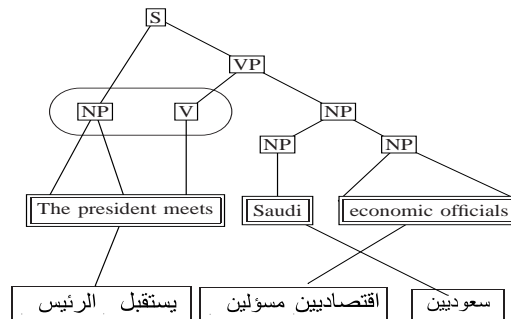 S
VP
NP V NP
NP NP
The president meets Saudi economic officials
يستقبل الرئيس اقتصاديين مسؤلين سعوديين